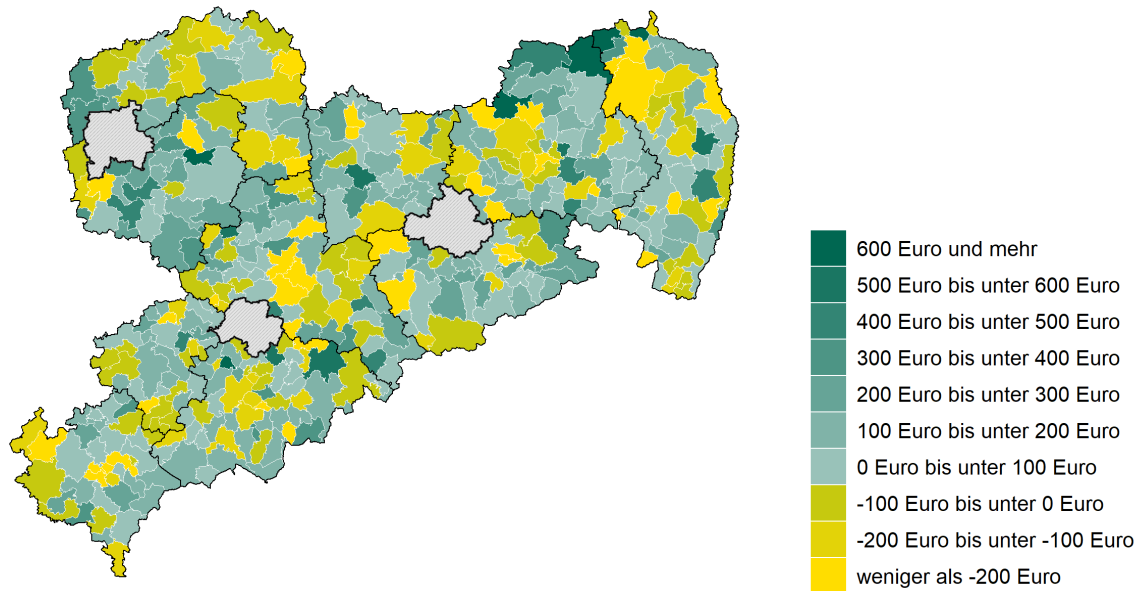 600 Euro und mehr
500 Euro bis unter 600 Euro
400 Euro bis unter 500 Euro
300 Euro bis unter 400 Euro
200 Euro bis unter 300 Euro
100 Euro bis unter 200 Euro
0 Euro bis unter 100 Euro
-100 Euro bis unter 0 Euro
-200 Euro bis unter -100 Euro
weniger als -200 Euro